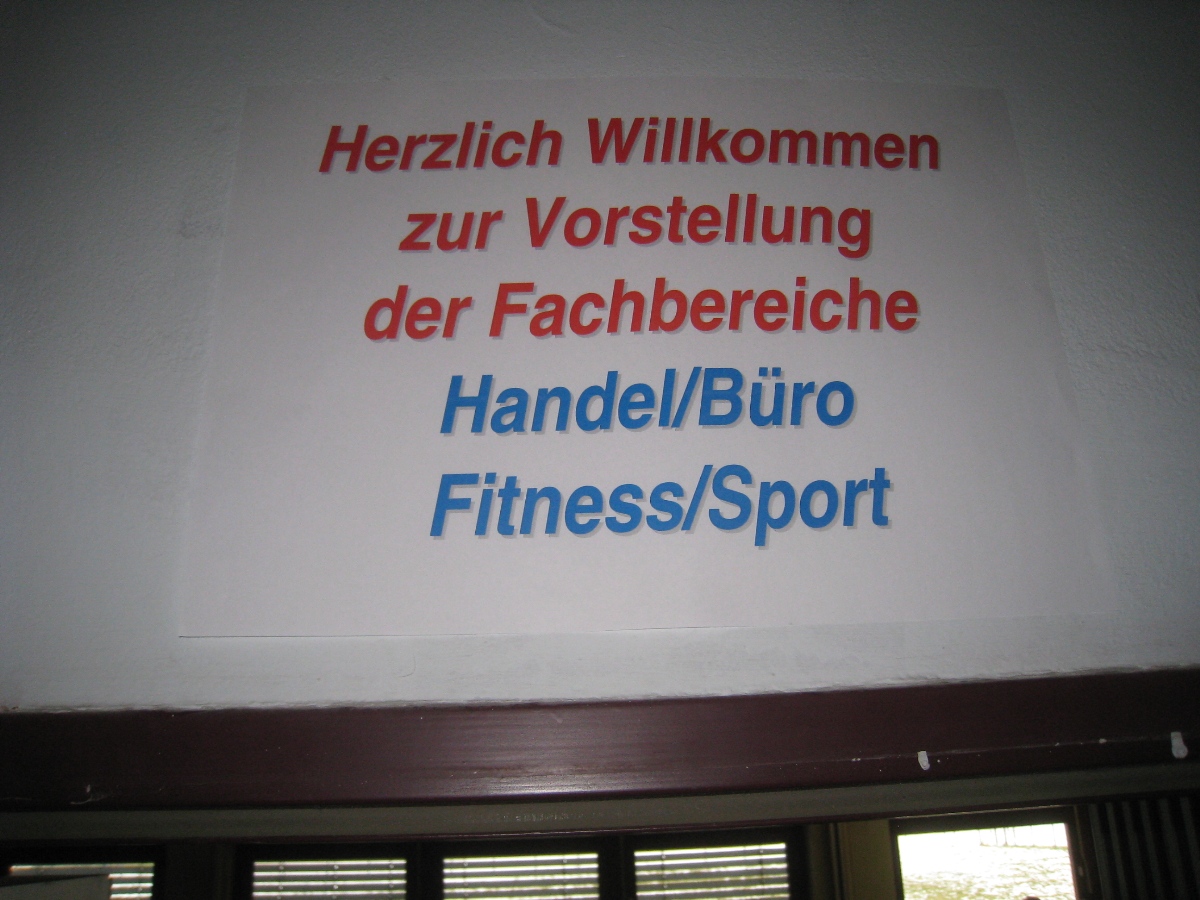 Herzlich Willkommen
zur Vorstellung
der Fachbereiche
Handel/Büro
Fitness/Sport